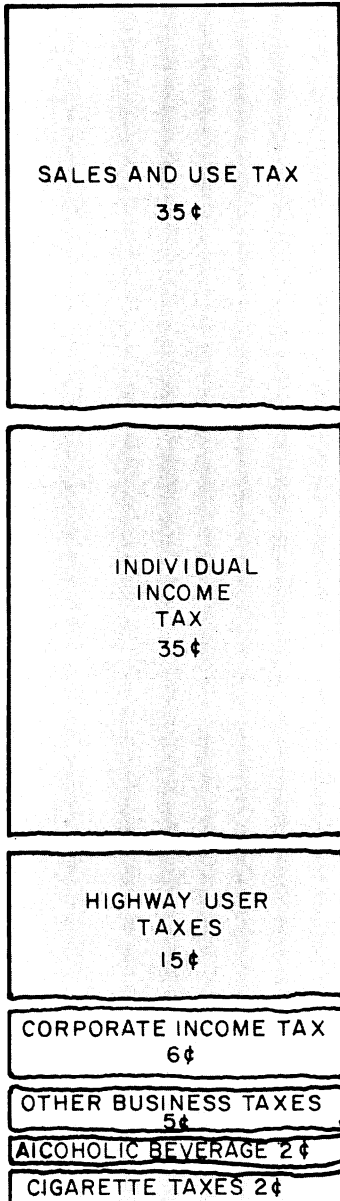 SALES AND USE TAX
35¢
INDIVIDUAL
INCOME
TAX
35¢
HIGHWAY USER
TAXES
15¢
CORPORATE INCOME TAX
6¢
OTHER BUSINESS TAXES
5¢
AlCOHOLIC BEVERAGE 2¢
CIGARETTE TAXES 2¢